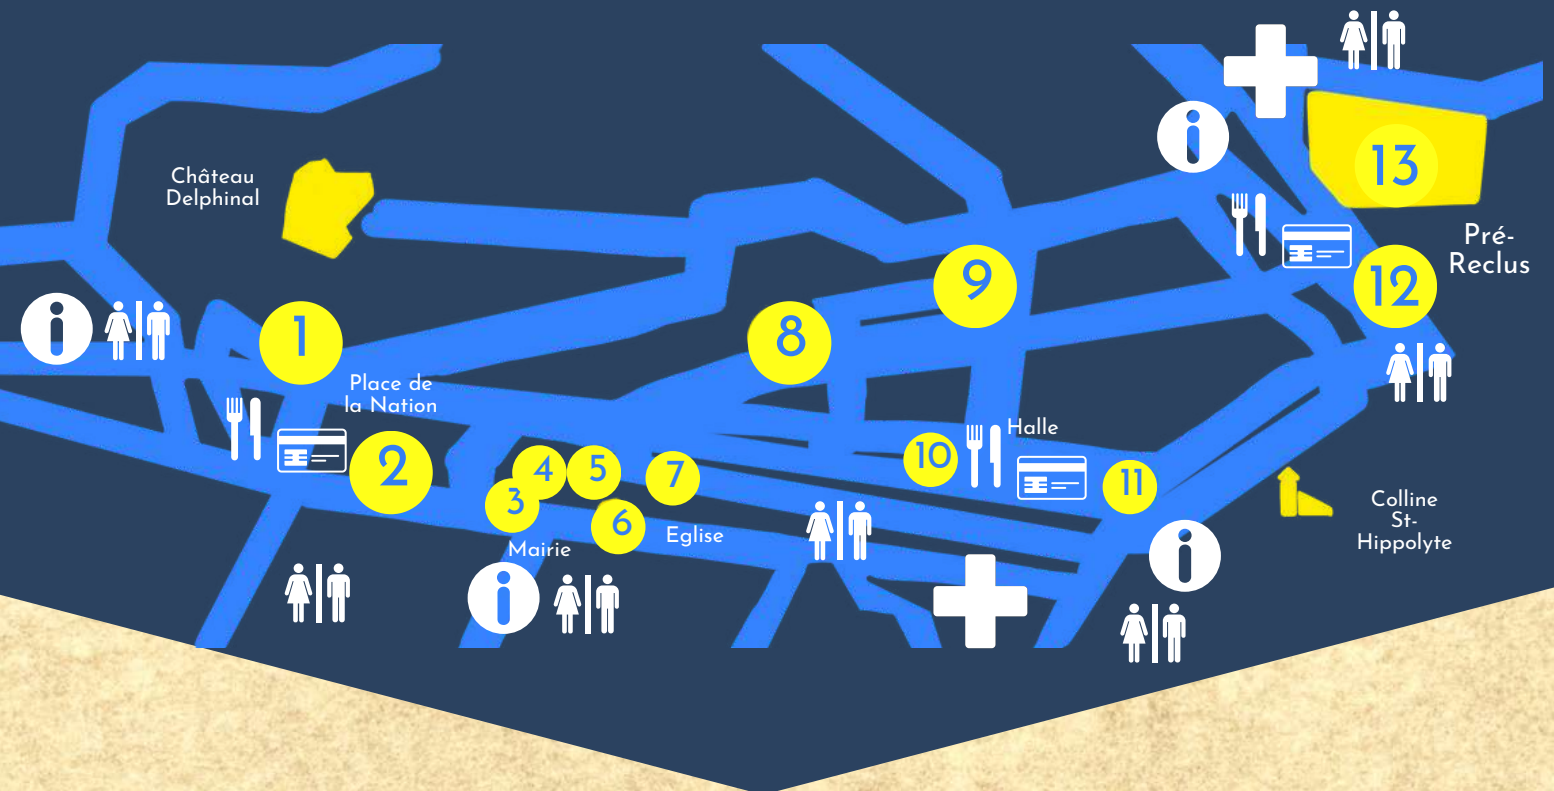 13
Château
Delphinal
Pré-
Reclus
9
12
1
8
Place de
la Nation
Halle
2
4
5
7
10
11
3
6
Colline
St-
Hippolyte
Eglise
Mairie